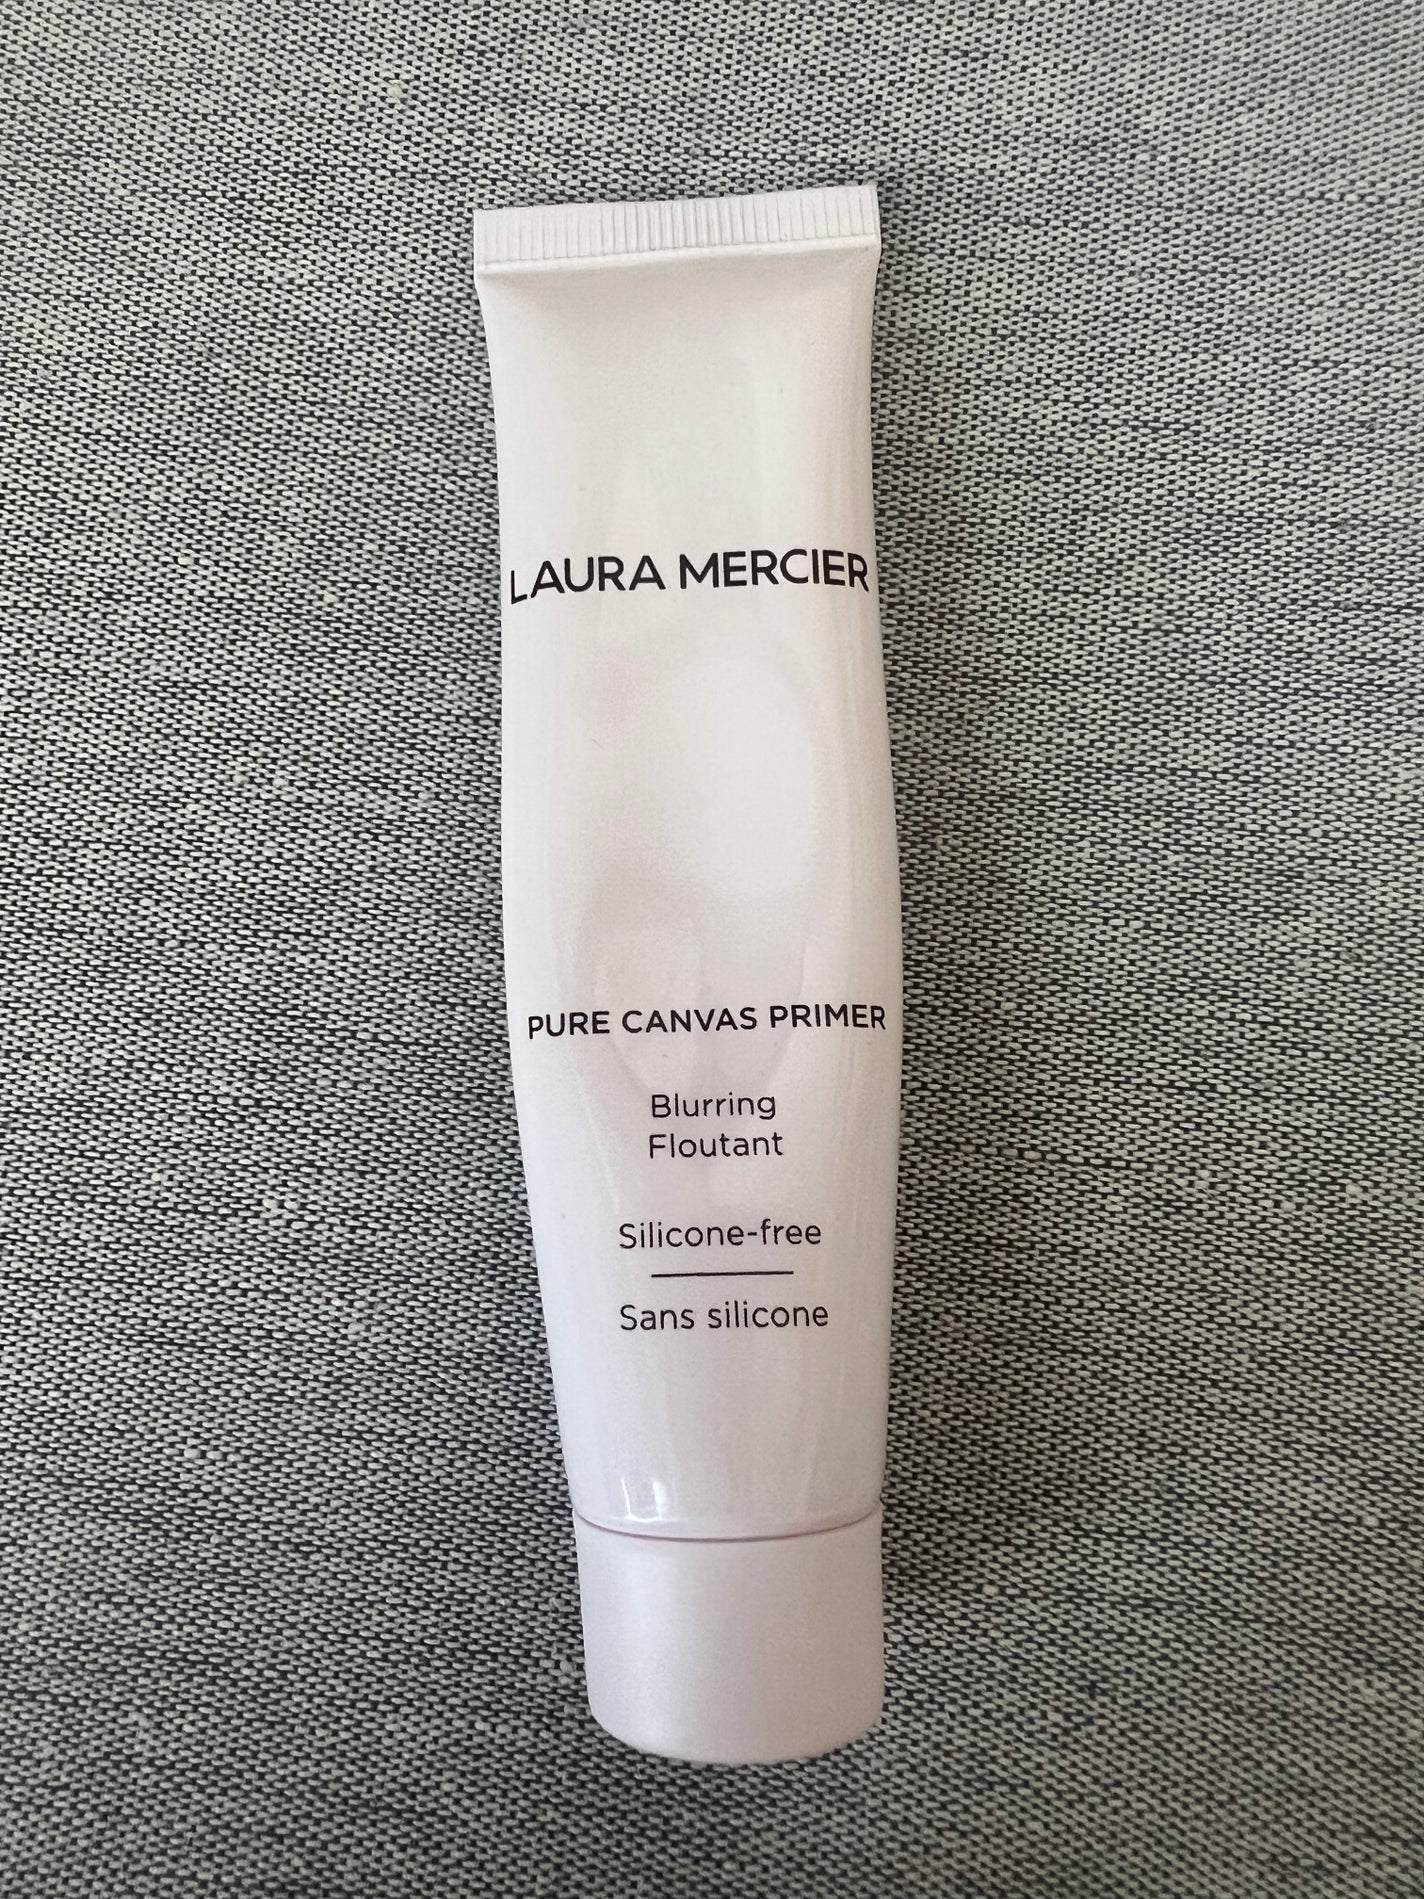 LAURA MERCIER
PURE CANVAS PRIMER
Blurring
Floutant
Silicone-free
Sans silicone